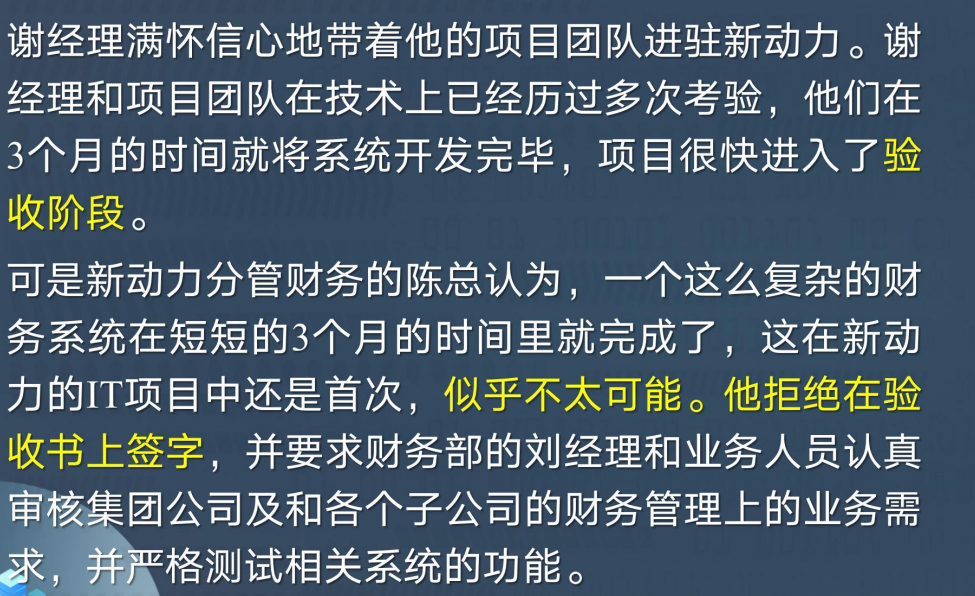 谢经理满怀信心地带着他的项目团队进驻新动力。谢
经理和项目团队在技术上已经历过多次考验，他们在
3个月的时间就将系统开发完毕，项目很快进入了验
收阶段。
可是新动力分管财务的陈总认为，一个这么复杂的财
务系统在短短的3个月的时间里就完成了，这在新动
力的IT项目中还是首次，似乎不太可能。他拒绝在验
收书上签字，并要求财务部的刘经理和业务人员认真
审核集团公司及和各个子公司的财务管理上的业务需
求，并严格测试相关系统的功能。